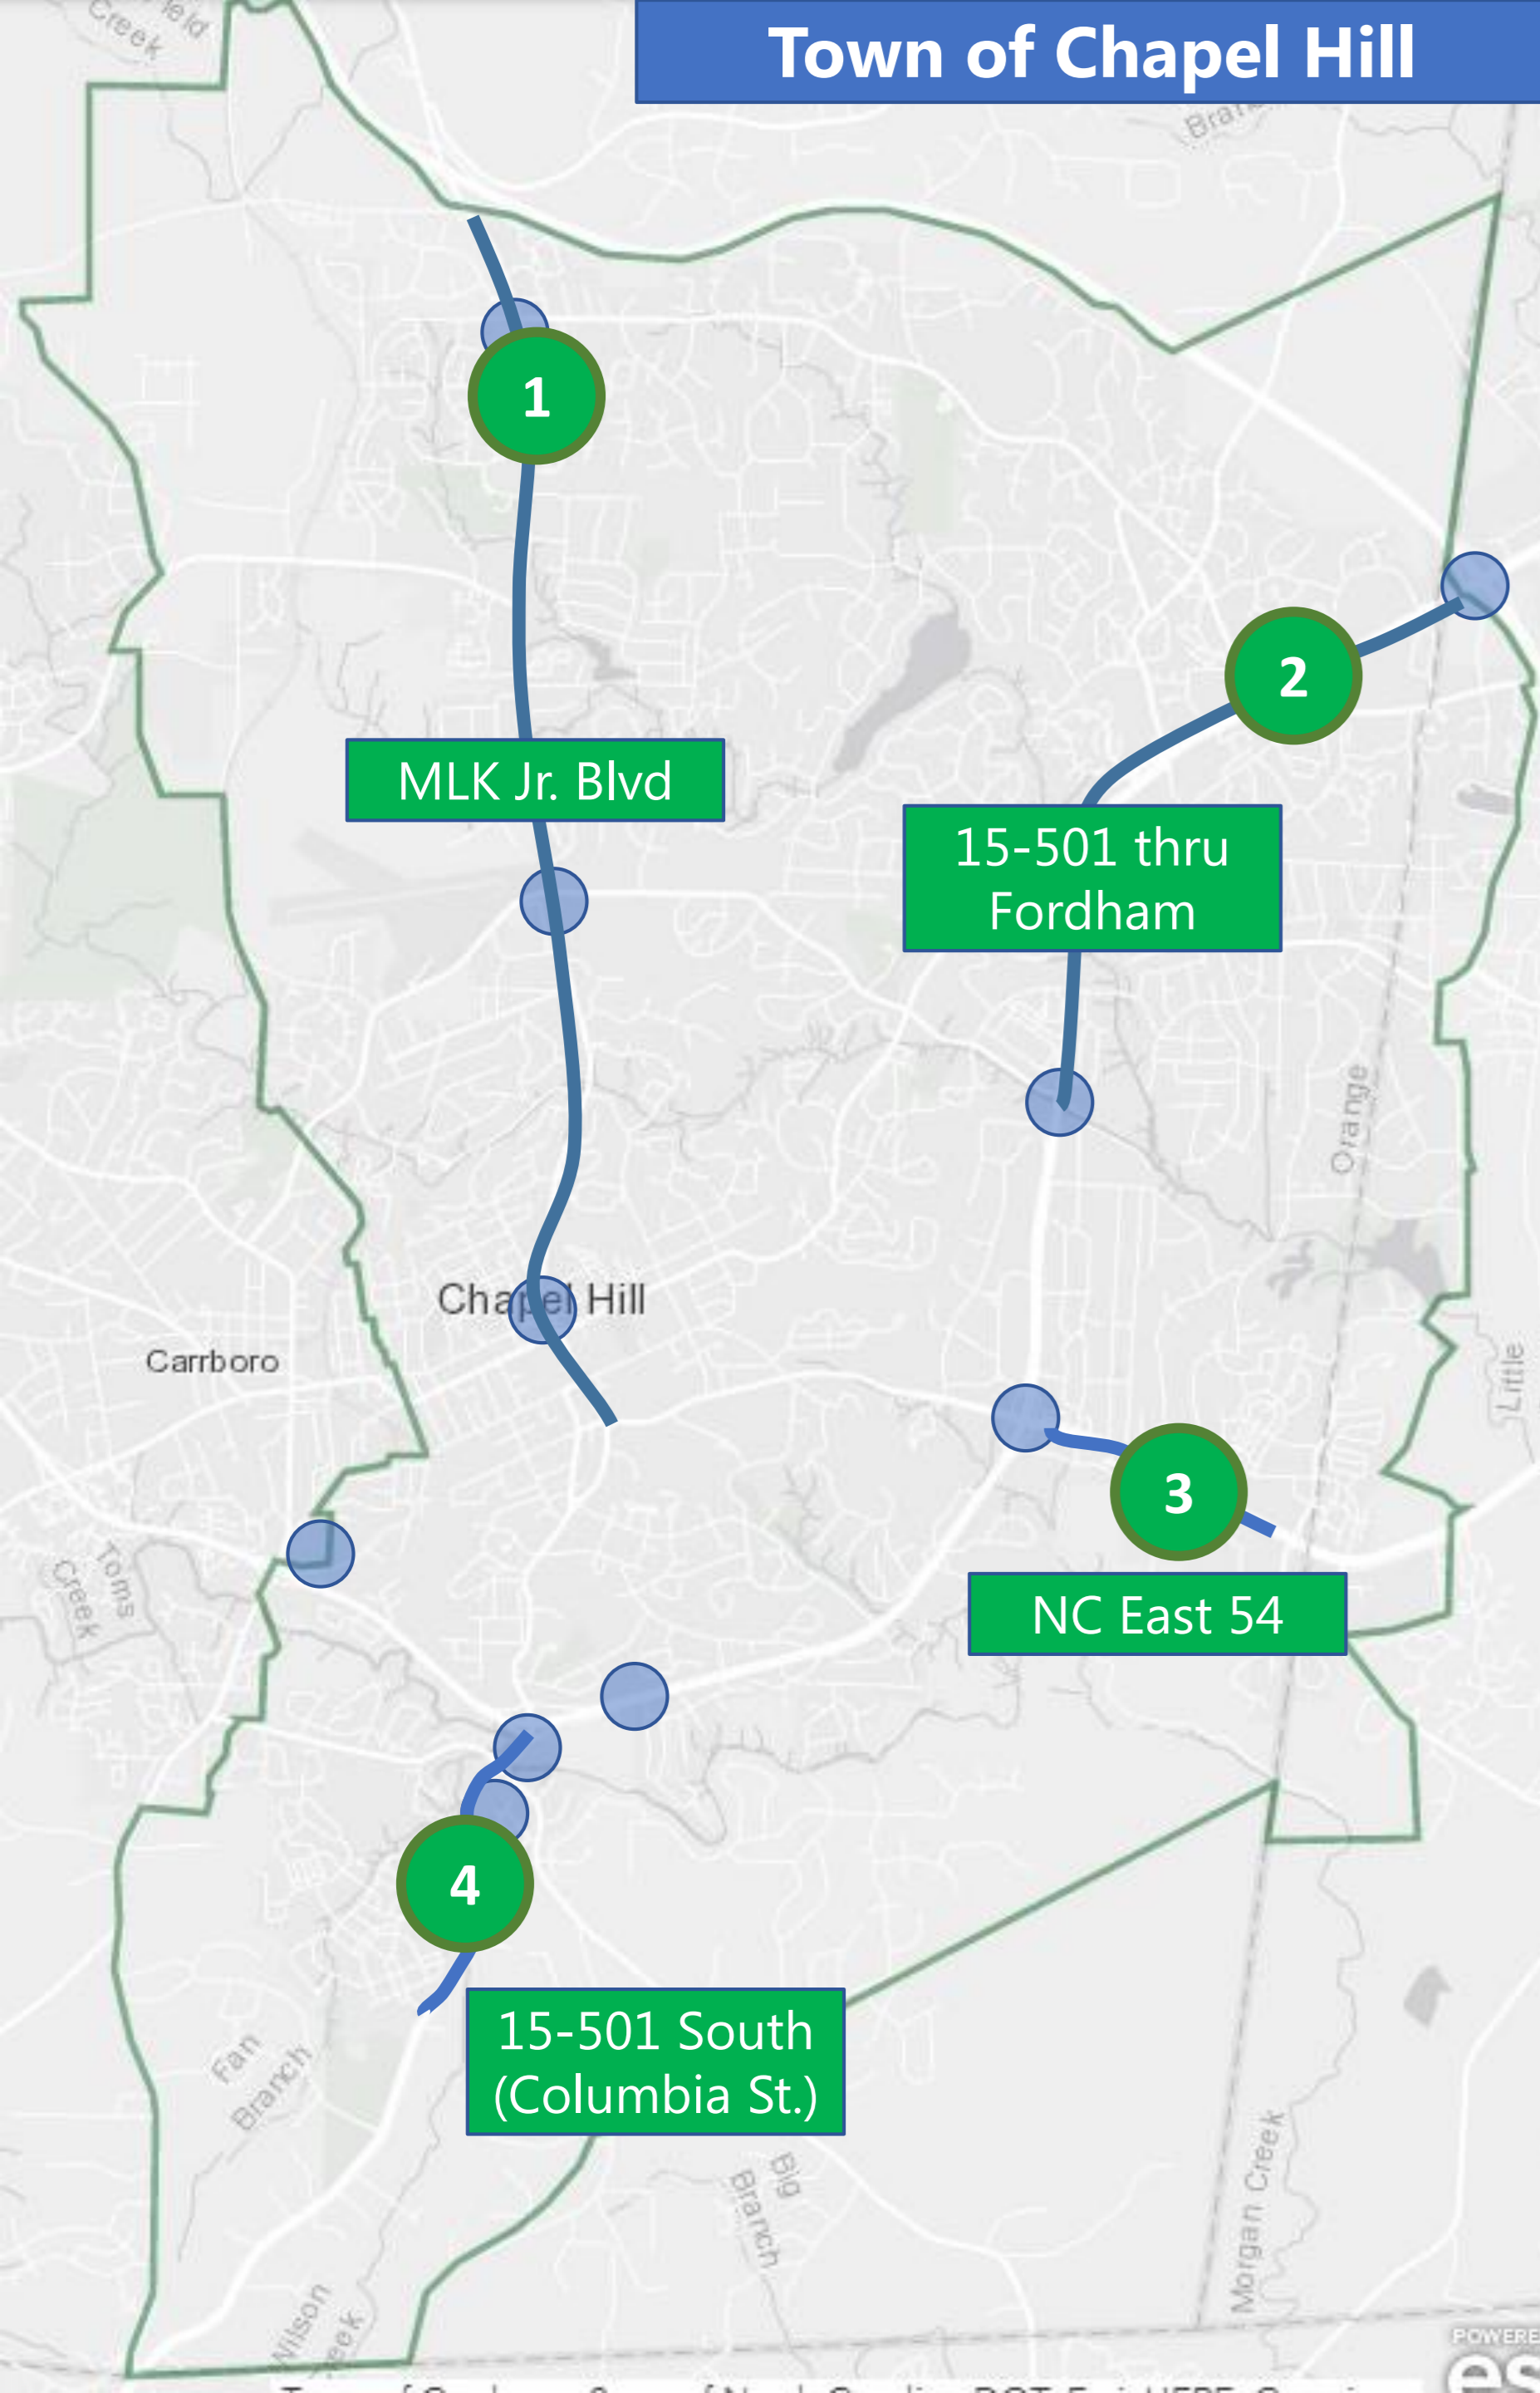 Town of Chapel Hill
Creek
1
2
MLK Jr. Blvd
15-501 thru
Fordham
Orange
Chapel Hill
Carrboro
Little
3
Toms
Creek
NC East 54
4
15-501 South
(Columbia St.)
Fan
Branch
Big
Branch
Morgan Creek
Wilson